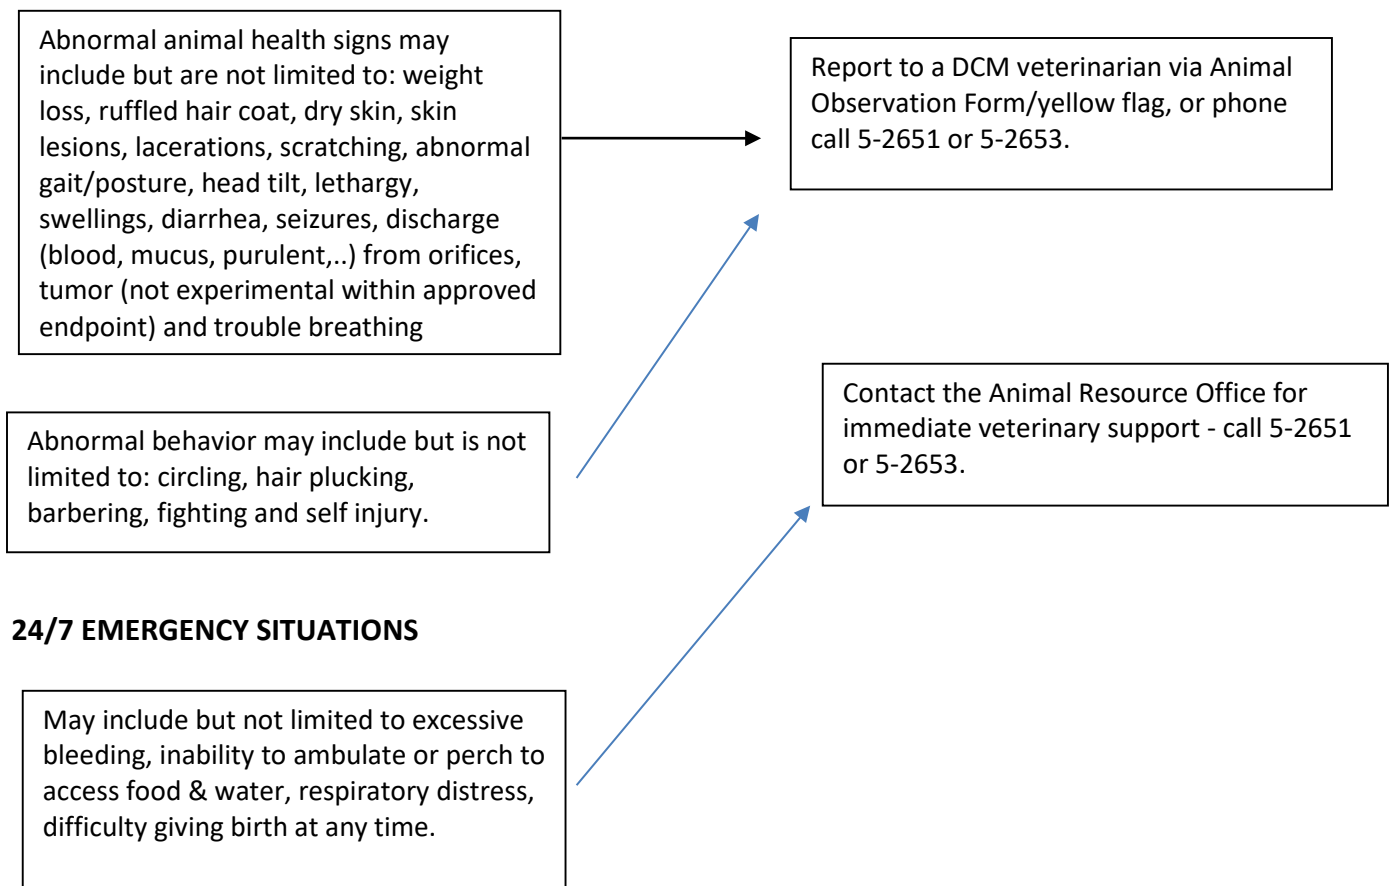 Abnormal animal health signs may
include but are not limited to: weight
loss, ruffled hair coat, dry skin, skin
lesions, lacerations, scratching, abnormal
gait/posture, head tilt, lethargy,
swellings, diarrhea, seizures, discharge
(blood, mucus, purulent,..) from orifices,
tumor (not experimental within approved
endpoint) and trouble breathing
Report to a DCM veterinarian via Animal
Observation Form/yellow flag, or phone
call 5-2651 or 5-2653.
Abnormal behavior may include but is not
limited to: circling, hair plucking,
barbering, fighting and self injury.
Contact the Animal Resource Office for
immediate veterinary support - call 5-2651
or 5-2653.
24/7 EMERGENCY SITUATIONS
May include but not limited to excessive
bleeding, inability to ambulate or perch to
access food & water, respiratory distress,
difficulty giving birth at any time.